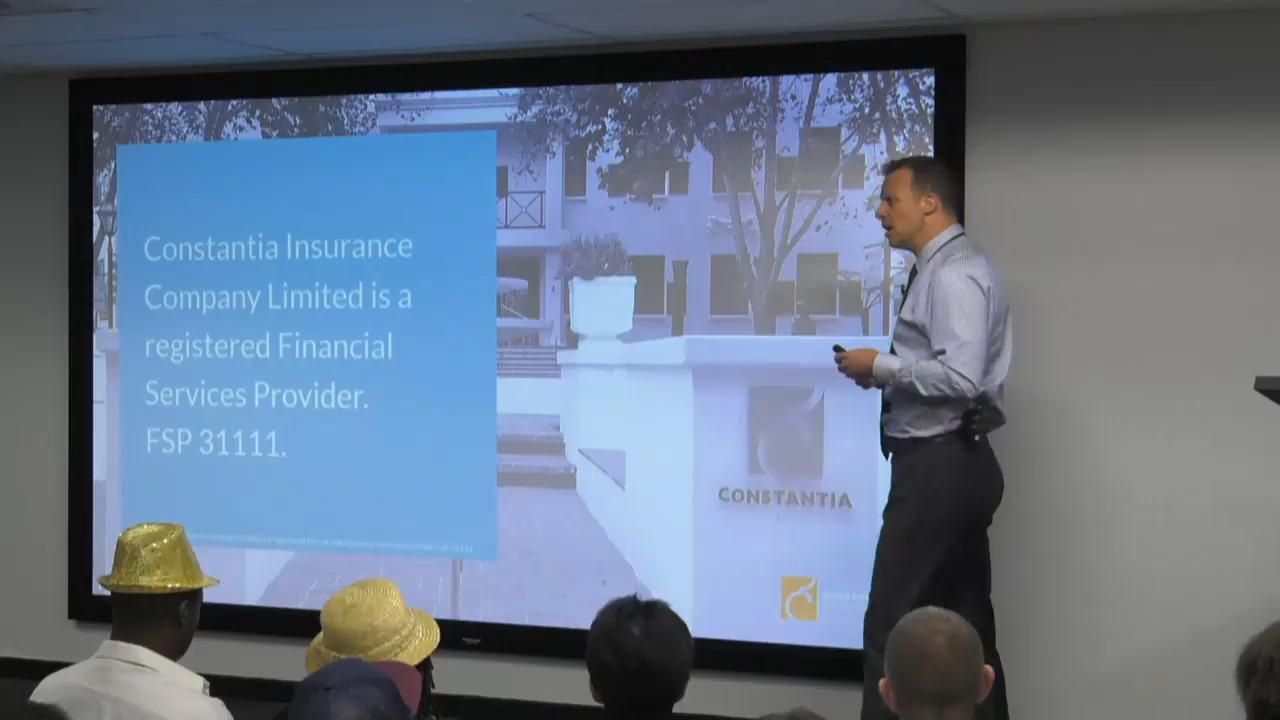 Constantia Insurance
Company Limited is a
registered Financial
Services Provider.
FSP 31111.
CONSTANTIA